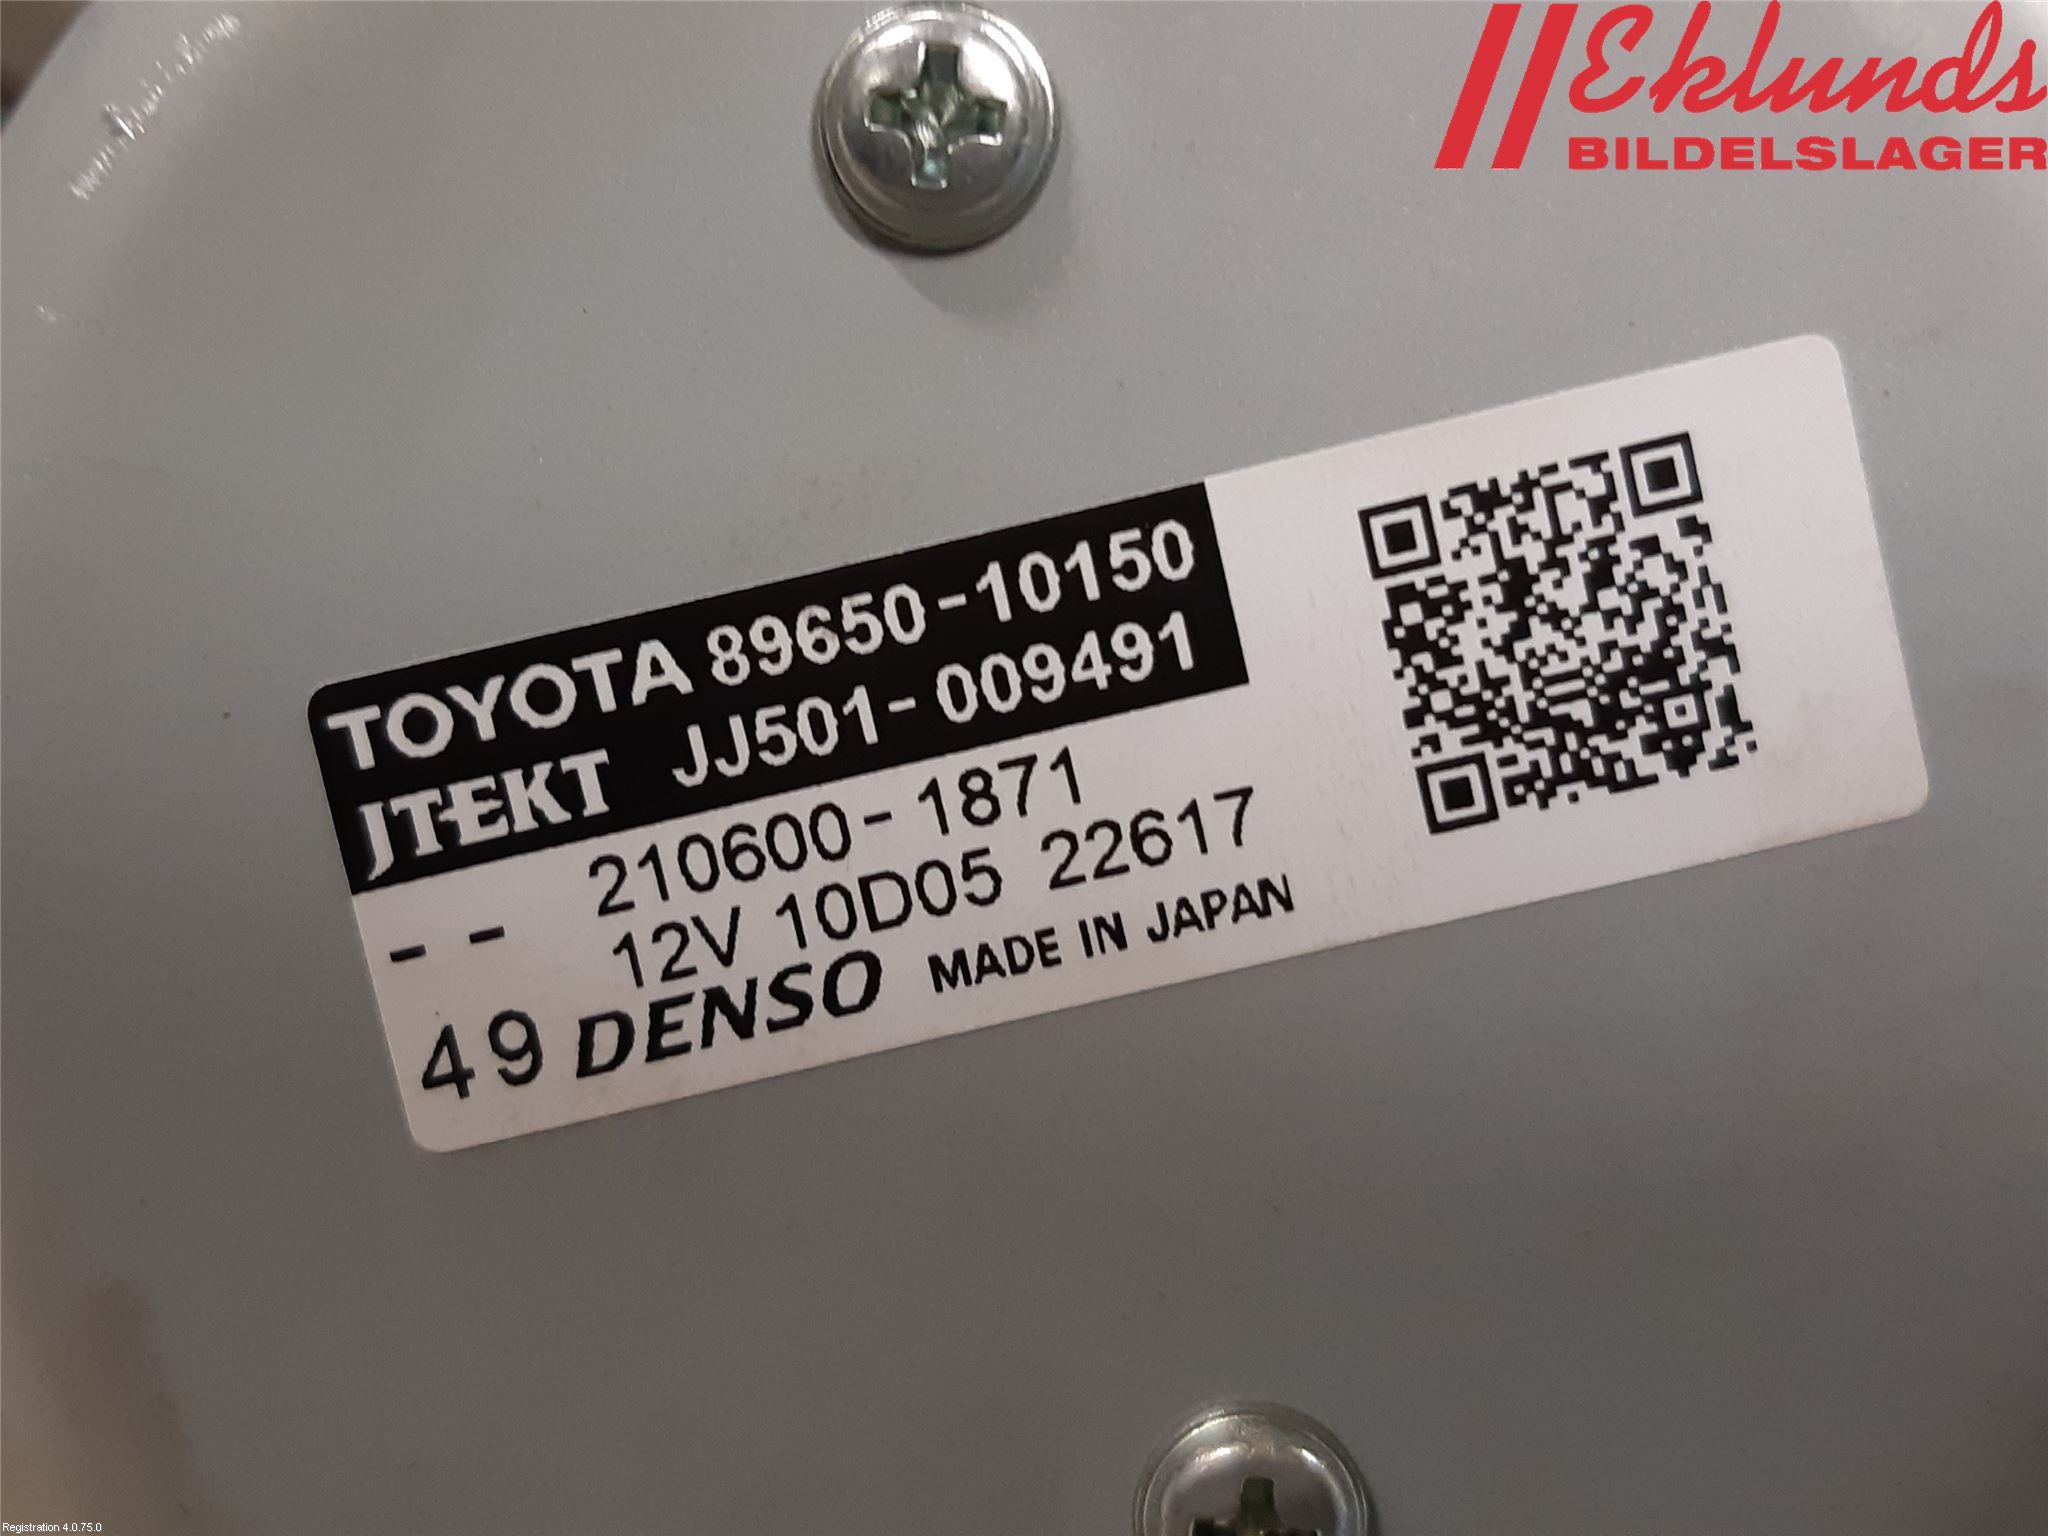 Eklunds
BILDELSLAGER
TOYOTA 89650-10150
JTEKT JJ501-009491
210600-1871
-- 12V 10D05 22617
49 DENSO MADE IN JAPAN
Registration 4.0.75.0